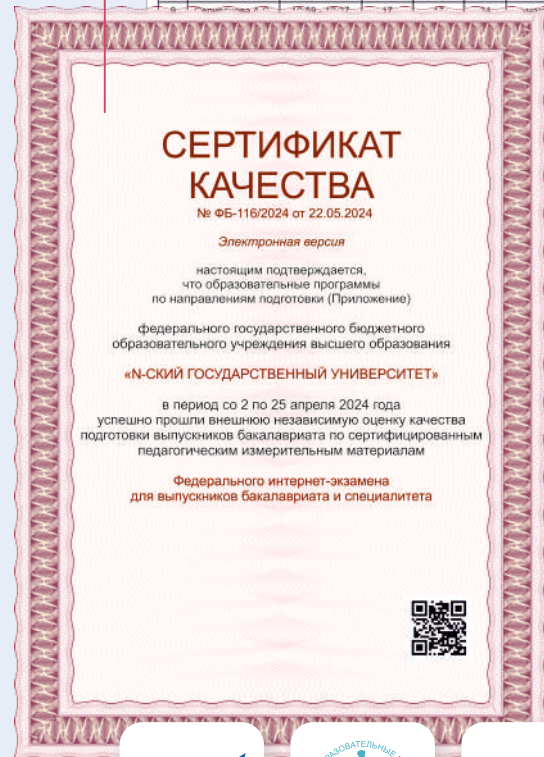 СЕРТИФИКАТ
КАЧЕСТВА
№ ФБ-116/2024 от 22.05.2024
Электронная версия
настоящим подтверждается,
что образовательные программы
по направлениям подготовки (Приложение)
федерального государственного бюджетного
образовательного учреждения высшего образования
«N-СКИЙ ГОСУДАРСТВЕННЫЙ УНИВЕРСИТЕТ»
в период со 2 по 25 апреля 2024 года
успешно прошли внешнюю независимую оценку качества
подготовки выпускников бакалавриата по сертифицированным
педагогическим измерительным материалам
Федерального интернет-экзамена
для выпускников бакалавриата и специалитета